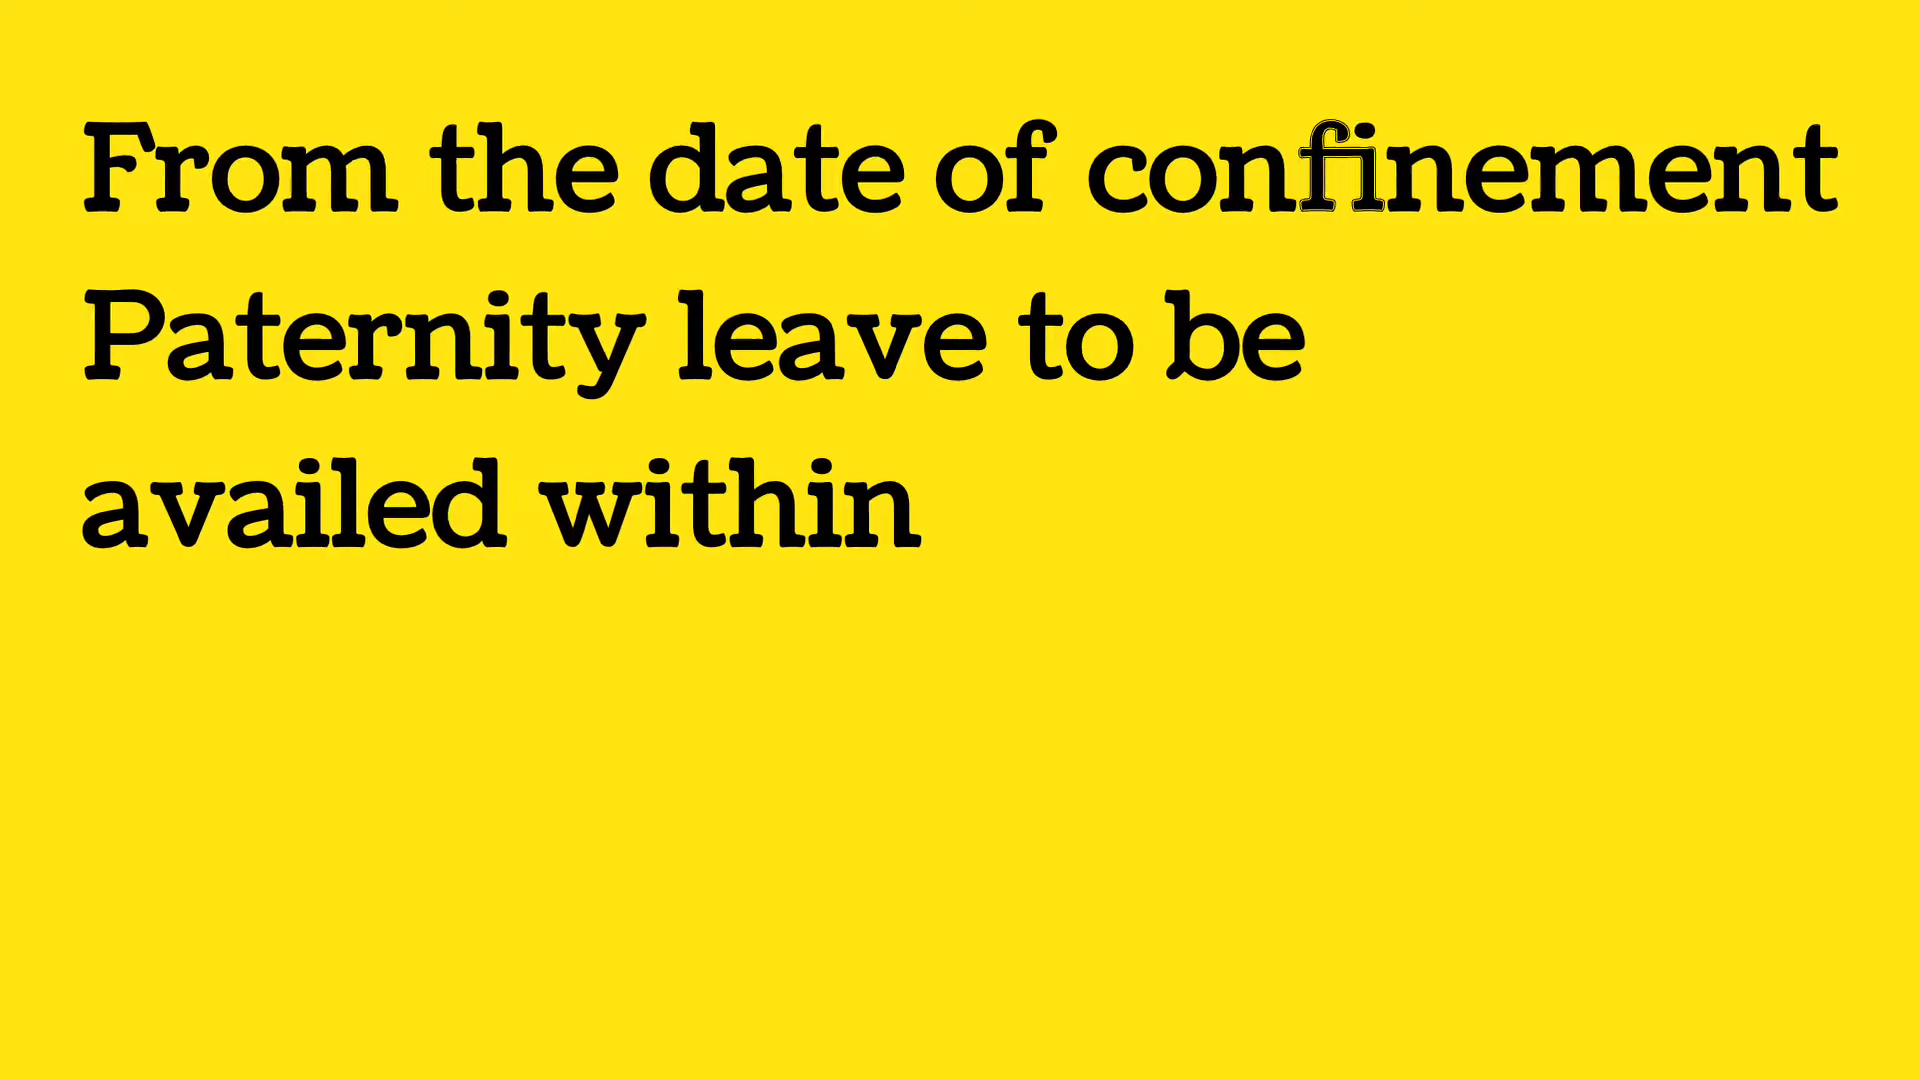 From the date of confinement
Paternity leave to be
availed within